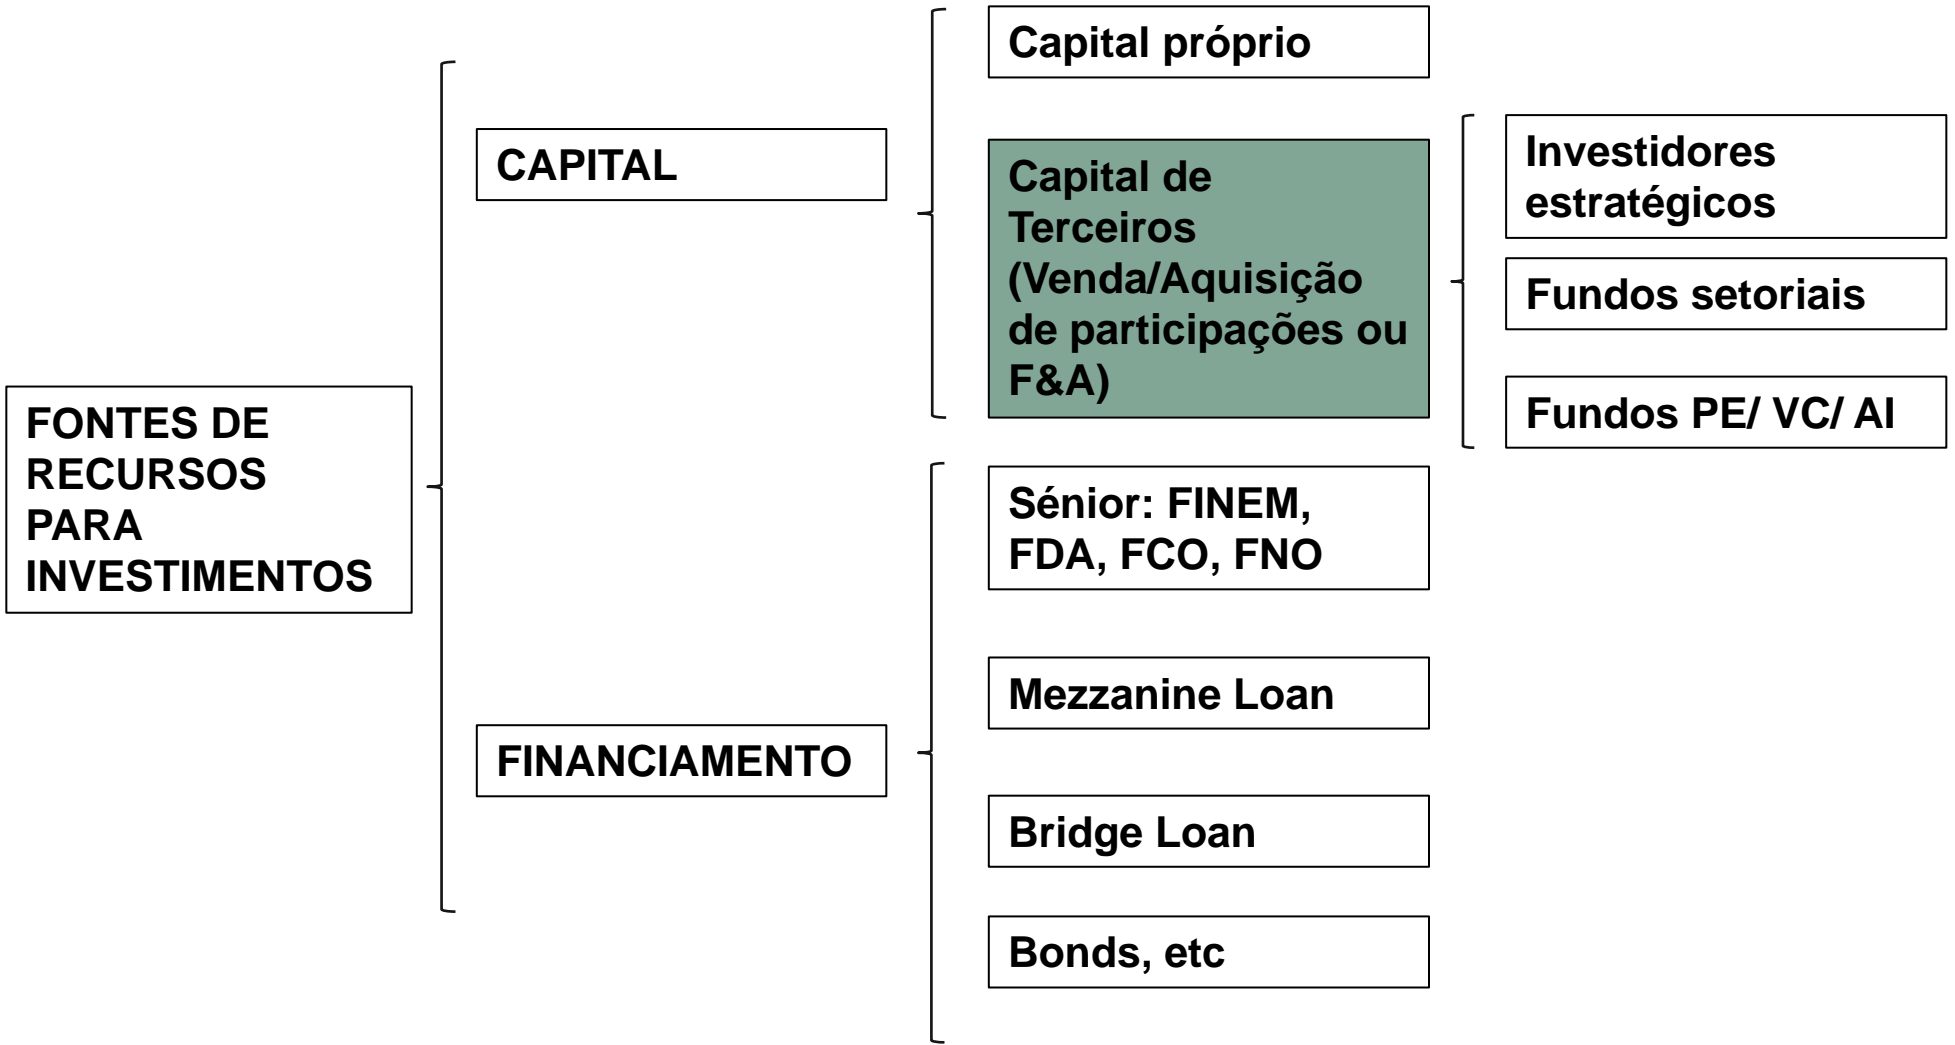 FONTES DE
RECURSOS
PARA
INVESTIMENTOS
CAPITAL
Capital próprio
Capital de
Terceiros
(Venda/Aquisição
de participações ou
F&A)
Investidores
estratégicos
Fundos setoriais
Fundos PE/ VC/ AI
FINANCIAMENTO
Sénior: FINEM,
FDA, FCO, FNO
Mezzanine Loan
Bridge Loan
Bonds, etc